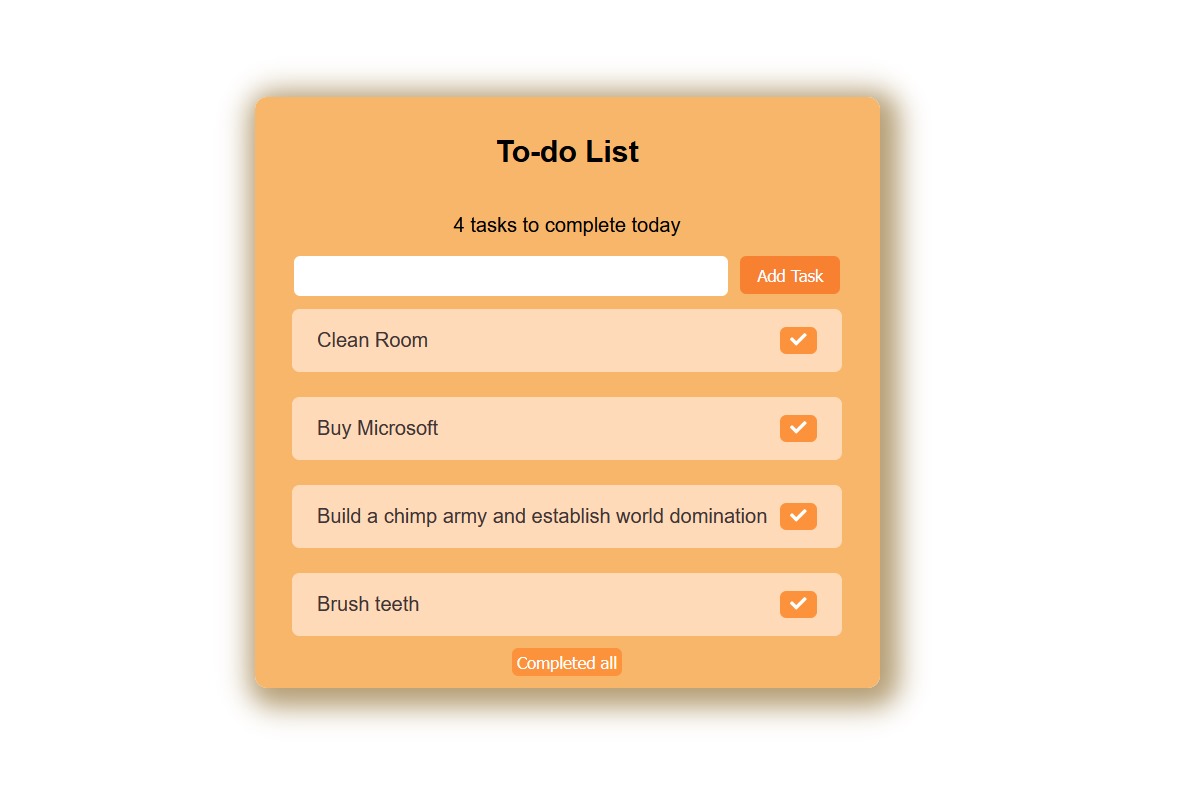 To-do List
4 tasks to complete today
Add Task
Clean Room
Buy Microsoft
Build a chimp army and establish world domination
Brush teeth
Completed all